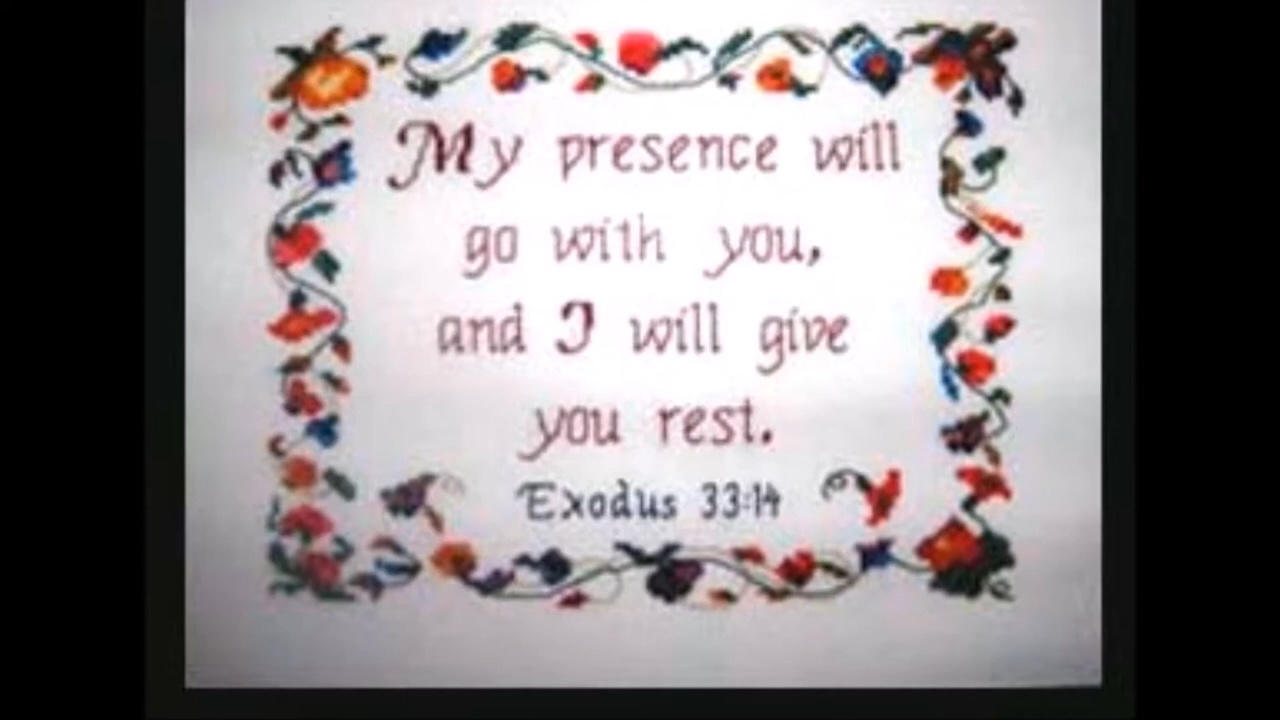 My presence will
go with you,
and I will give
you rest.
Exodus 33:14